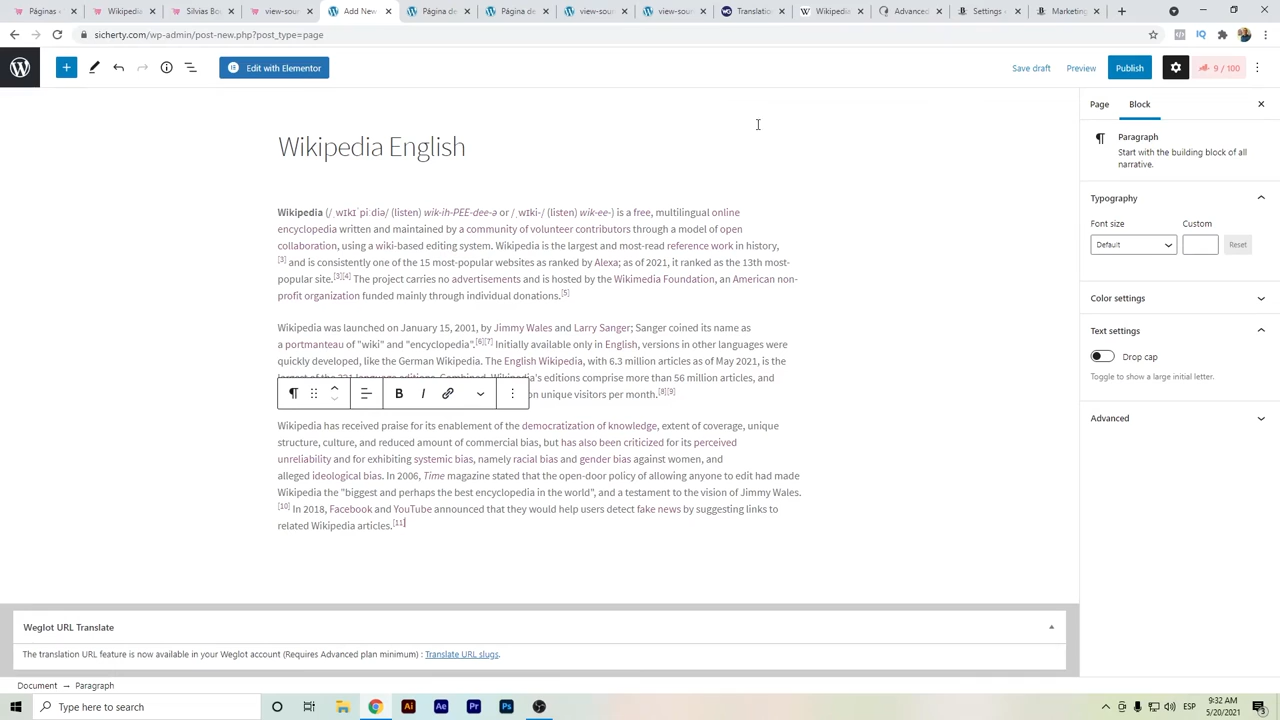 Páginas
Wikipe
Silvias Bo
Add New
Página de
Página de
view-sour
view-sour
Translatio
Wikipedi
Advanced
Settings
Marketing
sicherty.com/wp-admin/post-new.php?post_type=page
IQ
Edit with Elementor
Save draft
Preview
Publish
9 / 100
Page
Block
Wikipedia English
Paragraph
Start with the building block of all
narrative.
Typography
Font size
Custom
Default
Reset
Color settings
Text settings
Drop cap
Toggle to show a large initial letter.
Advanced
Wikipedia (/ˌwɪkɪˈpiːdiə/ (listen) wik-ih-PEE-dee-ə or /ˌwɪki-/ (listen) wik-ee-) is a free, multilingual online
encyclopedia written and maintained by a community of volunteer contributors through a model of open
collaboration, using a wiki-based editing system. Wikipedia is the largest and most-read reference work in history,
[3] and is consistently one of the 15 most-popular websites as ranked by Alexa; as of 2021, it ranked as the 13th most-
popular site.[3][4] The project carries no advertisements and is hosted by the Wikimedia Foundation, an American non-
profit organization funded mainly through individual donations.[5]
Wikipedia was launched on January 15, 2001, by Jimmy Wales and Larry Sanger; Sanger coined its name as
a portmanteau of "wiki" and "encyclopedia".[6][7] Initially available only in English, versions in other languages were
quickly developed, like the German Wikipedia. The English Wikipedia, with 6.3 million articles as of May 2021, is the
largest of the 321 language editions. Combined, Wikipedia's editions comprise more than 56 million articles, and
B I
on unique visitors per month.[8][9]
Wikipedia has received praise for its enablement of the democratization of knowledge, extent of coverage, unique
structure, culture, and reduced amount of commercial bias, but has also been criticized for its perceived
unreliability and for exhibiting systemic bias, namely racial bias and gender bias against women, and
alleged ideological bias. In 2006, Time magazine stated that the open-door policy of allowing anyone to edit had made
Wikipedia the "biggest and perhaps the best encyclopedia in the world", and a testament to the vision of Jimmy Wales.
[10] In 2018, Facebook and YouTube announced that they would help users detect fake news by suggesting links to
related Wikipedia articles.[11]
Weglot URL Translate
The translation URL feature is now available in your Weglot account (Requires Advanced plan minimum) : Translate URL slugs.
Document → Paragraph
Type here to search
Ai
Ae
Pr
Ps
ESP
9:32 AM
5/20/2021
3